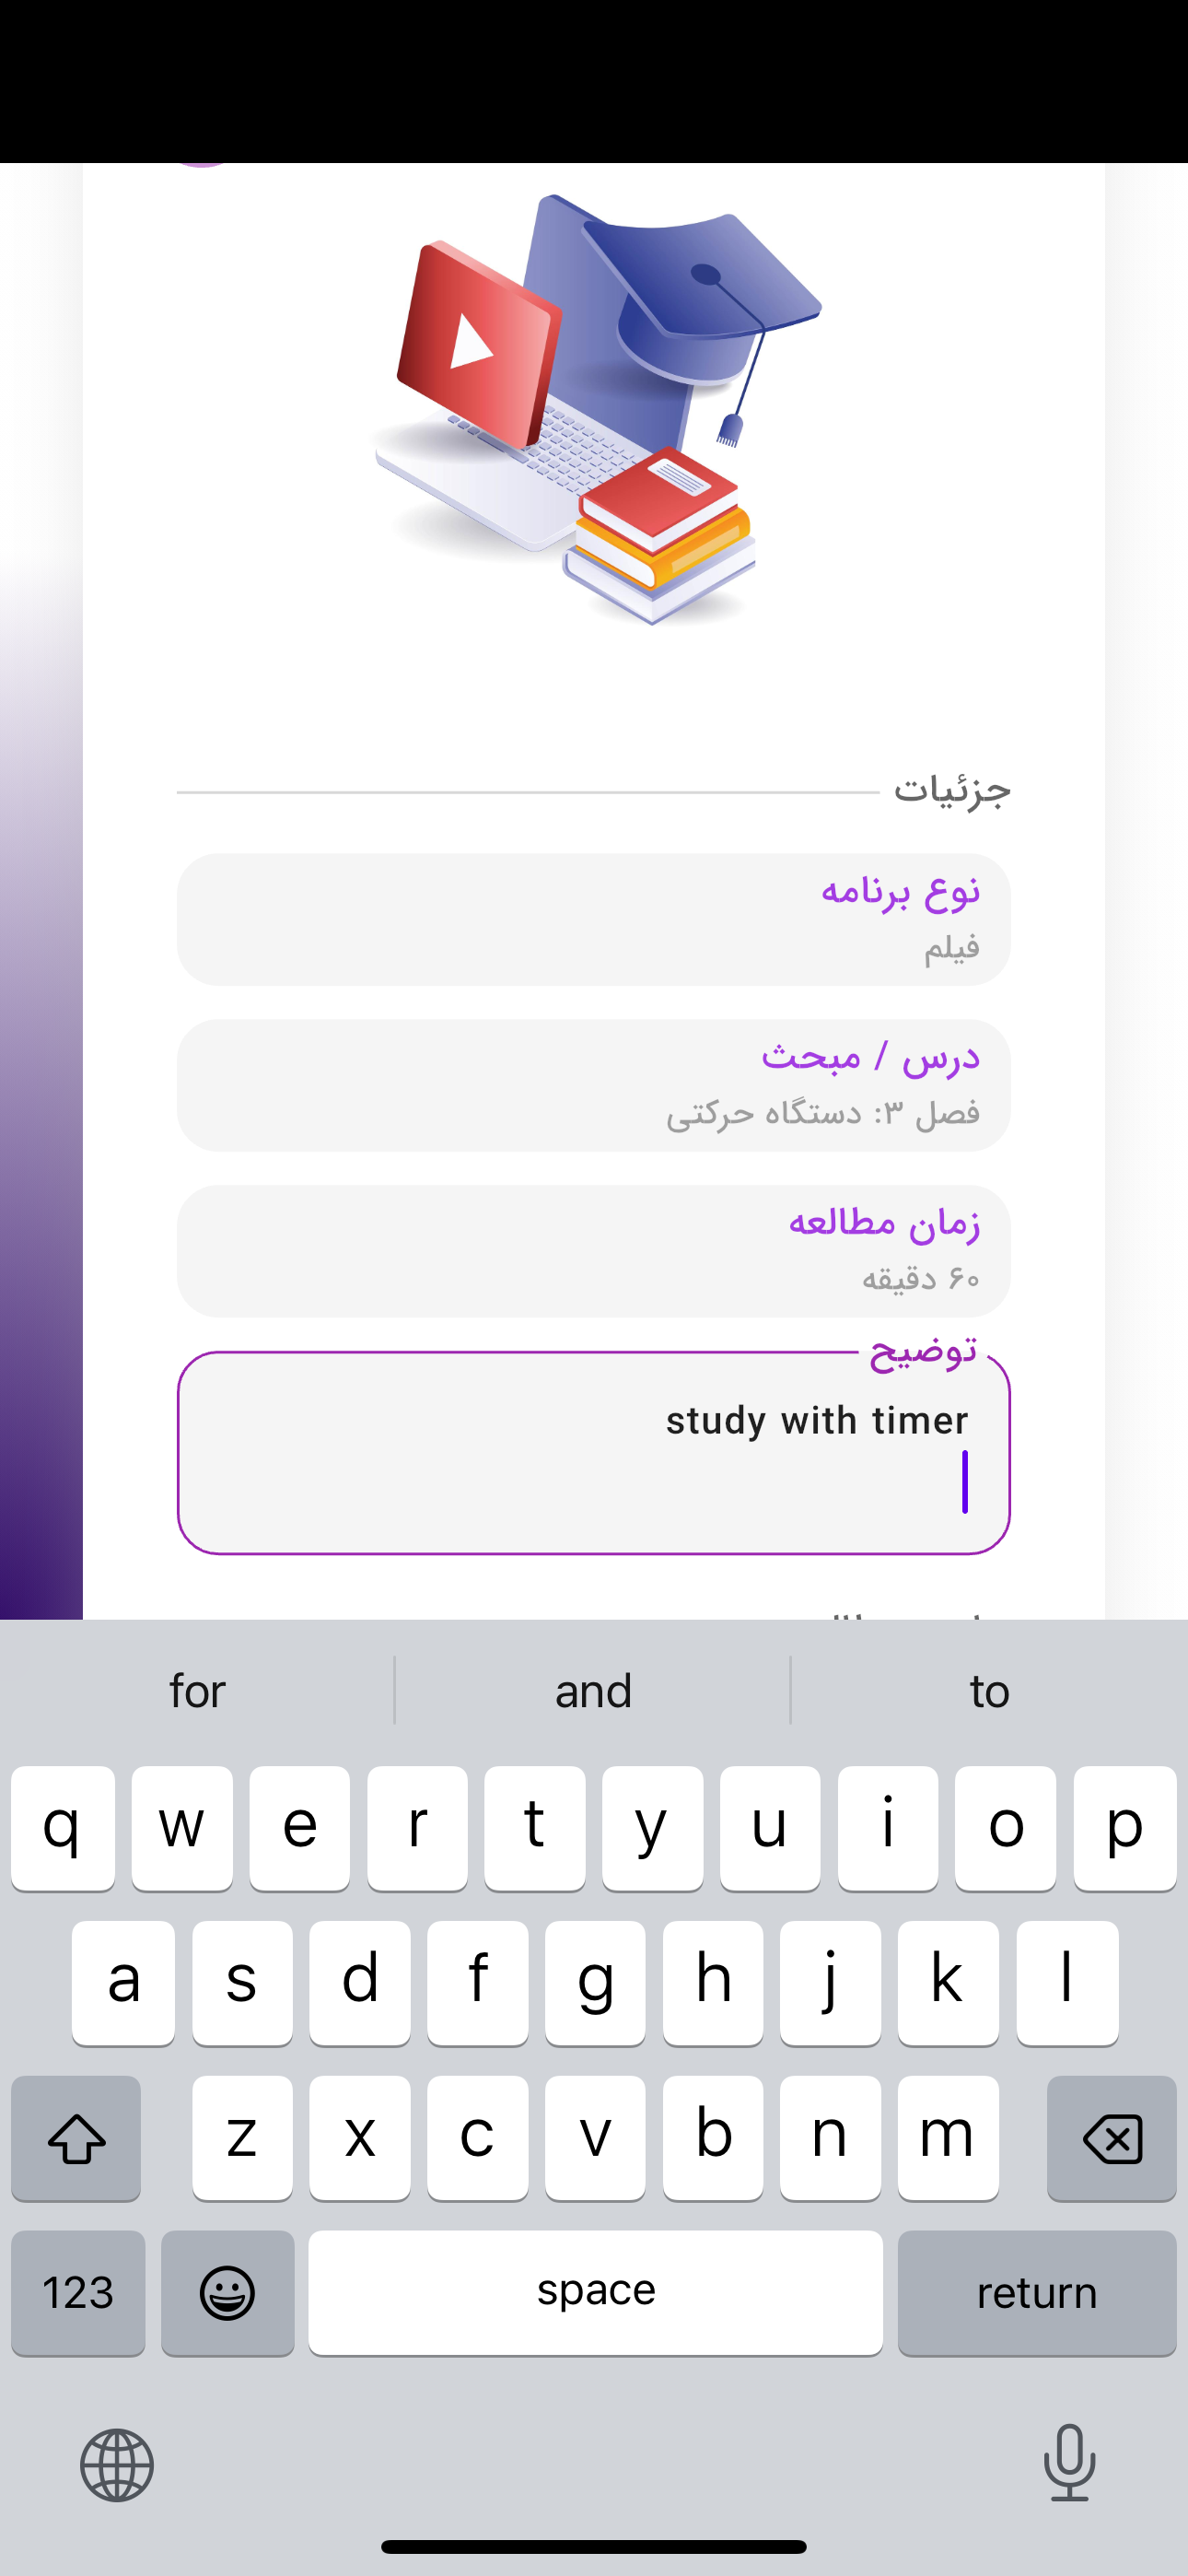 جزئیات
نوع برنامه
فیلم
درس / مبحث
فصل ۳: دستگاه حرکتی
زمان مطالعه
۶۰ دقیقه
توضیح
study with timer
for and to
q w e r t y u i o p
a s d f g h j k l
z x c v b n m
123 space return